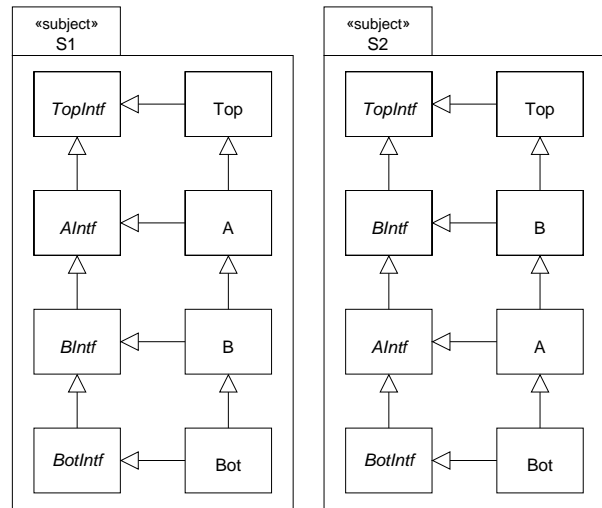 «subject»
S1
TopIntf
Top
AIntf
A
BIntf
B
BotIntf
Bot
«subject»
S2
TopIntf
Top
BIntf
B
AIntf
A
BotIntf
Bot